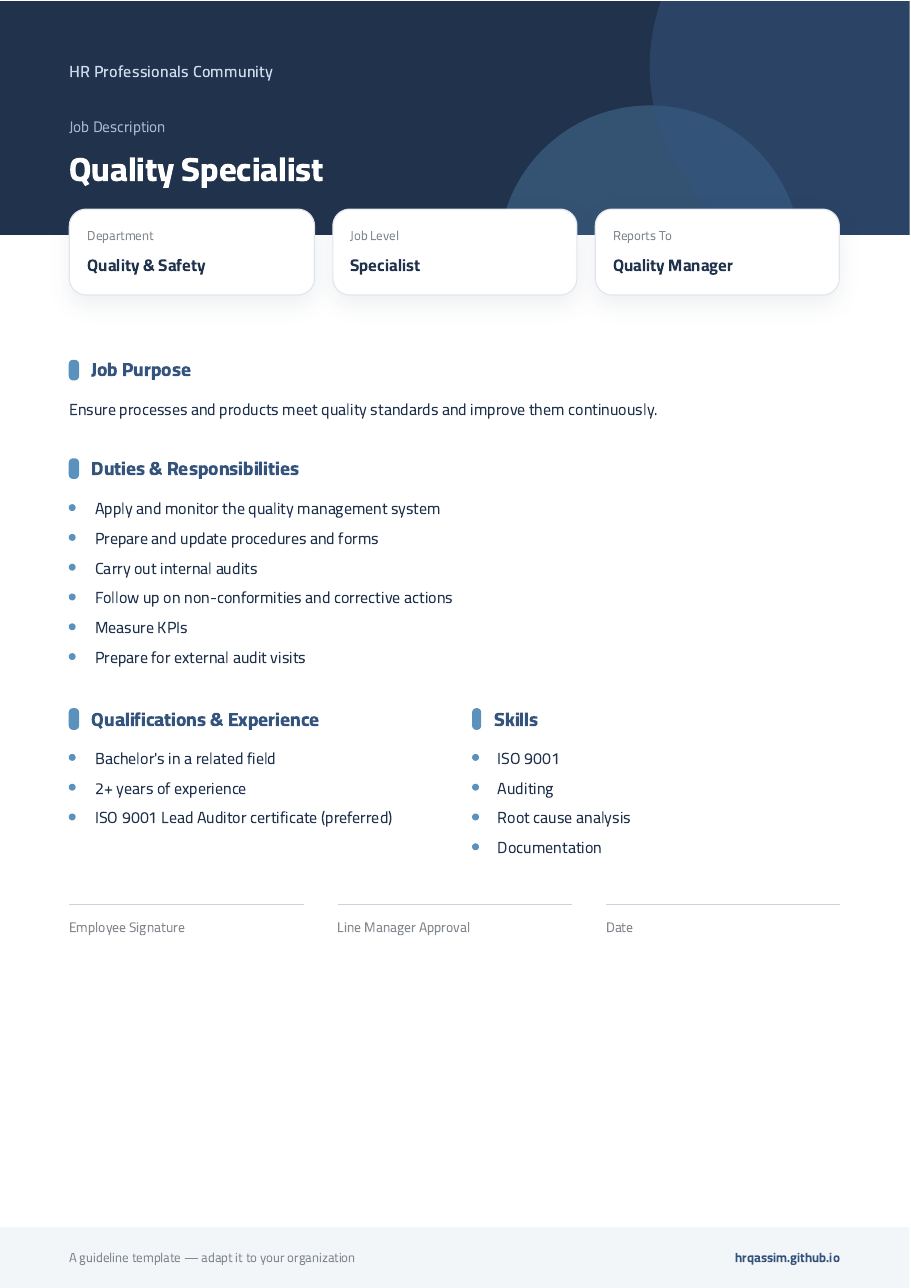 HR Professionals Community
Job Description
Quality Specialist
Department
Quality & Safety
Job Level
Specialist
Reports To
Quality Manager
Job Purpose
Ensure processes and products meet quality standards and improve them continuously.
Duties & Responsibilities
Apply and monitor the quality management system
Prepare and update procedures and forms
Carry out internal audits
Follow up on non-conformities and corrective actions
Measure KPIs
Prepare for external audit visits
Qualifications & Experience
Bachelor's in a related field
2+ years of experience
ISO 9001 Lead Auditor certificate (preferred)
Skills
ISO 9001
Auditing
Root cause analysis
Documentation
Employee Signature
Line Manager Approval
Date
A guideline template — adapt it to your organization
hrqassim.github.io